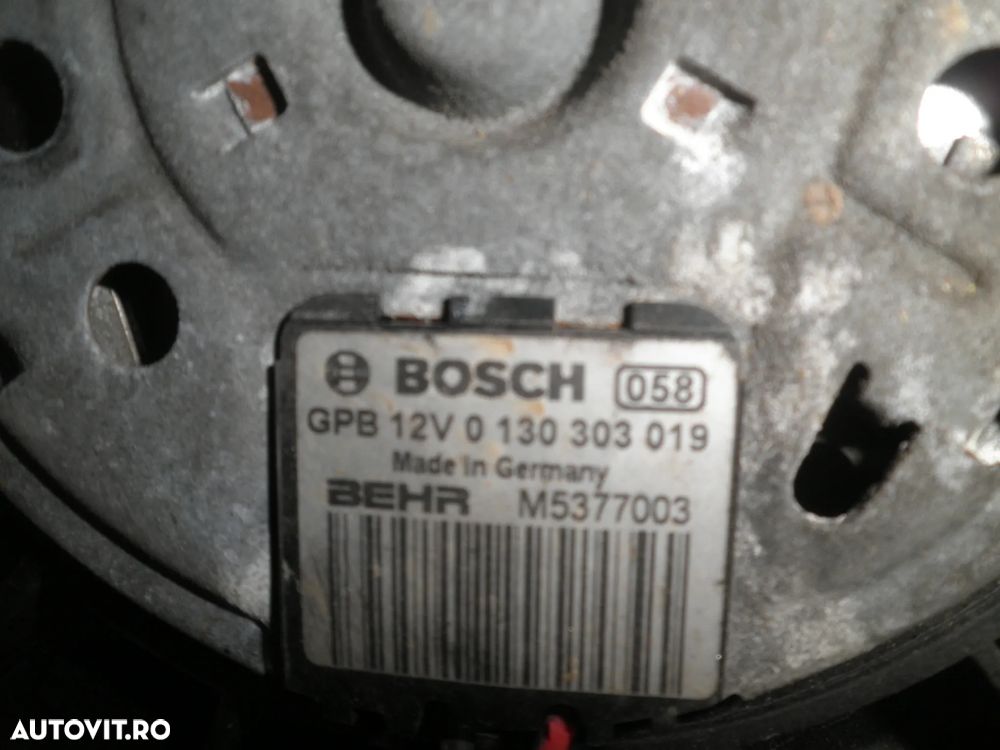 BOSCH 058
GPB 12V 0 130 303 019
Made in Germany
BEHR M5377003
AUTOVIT.RO